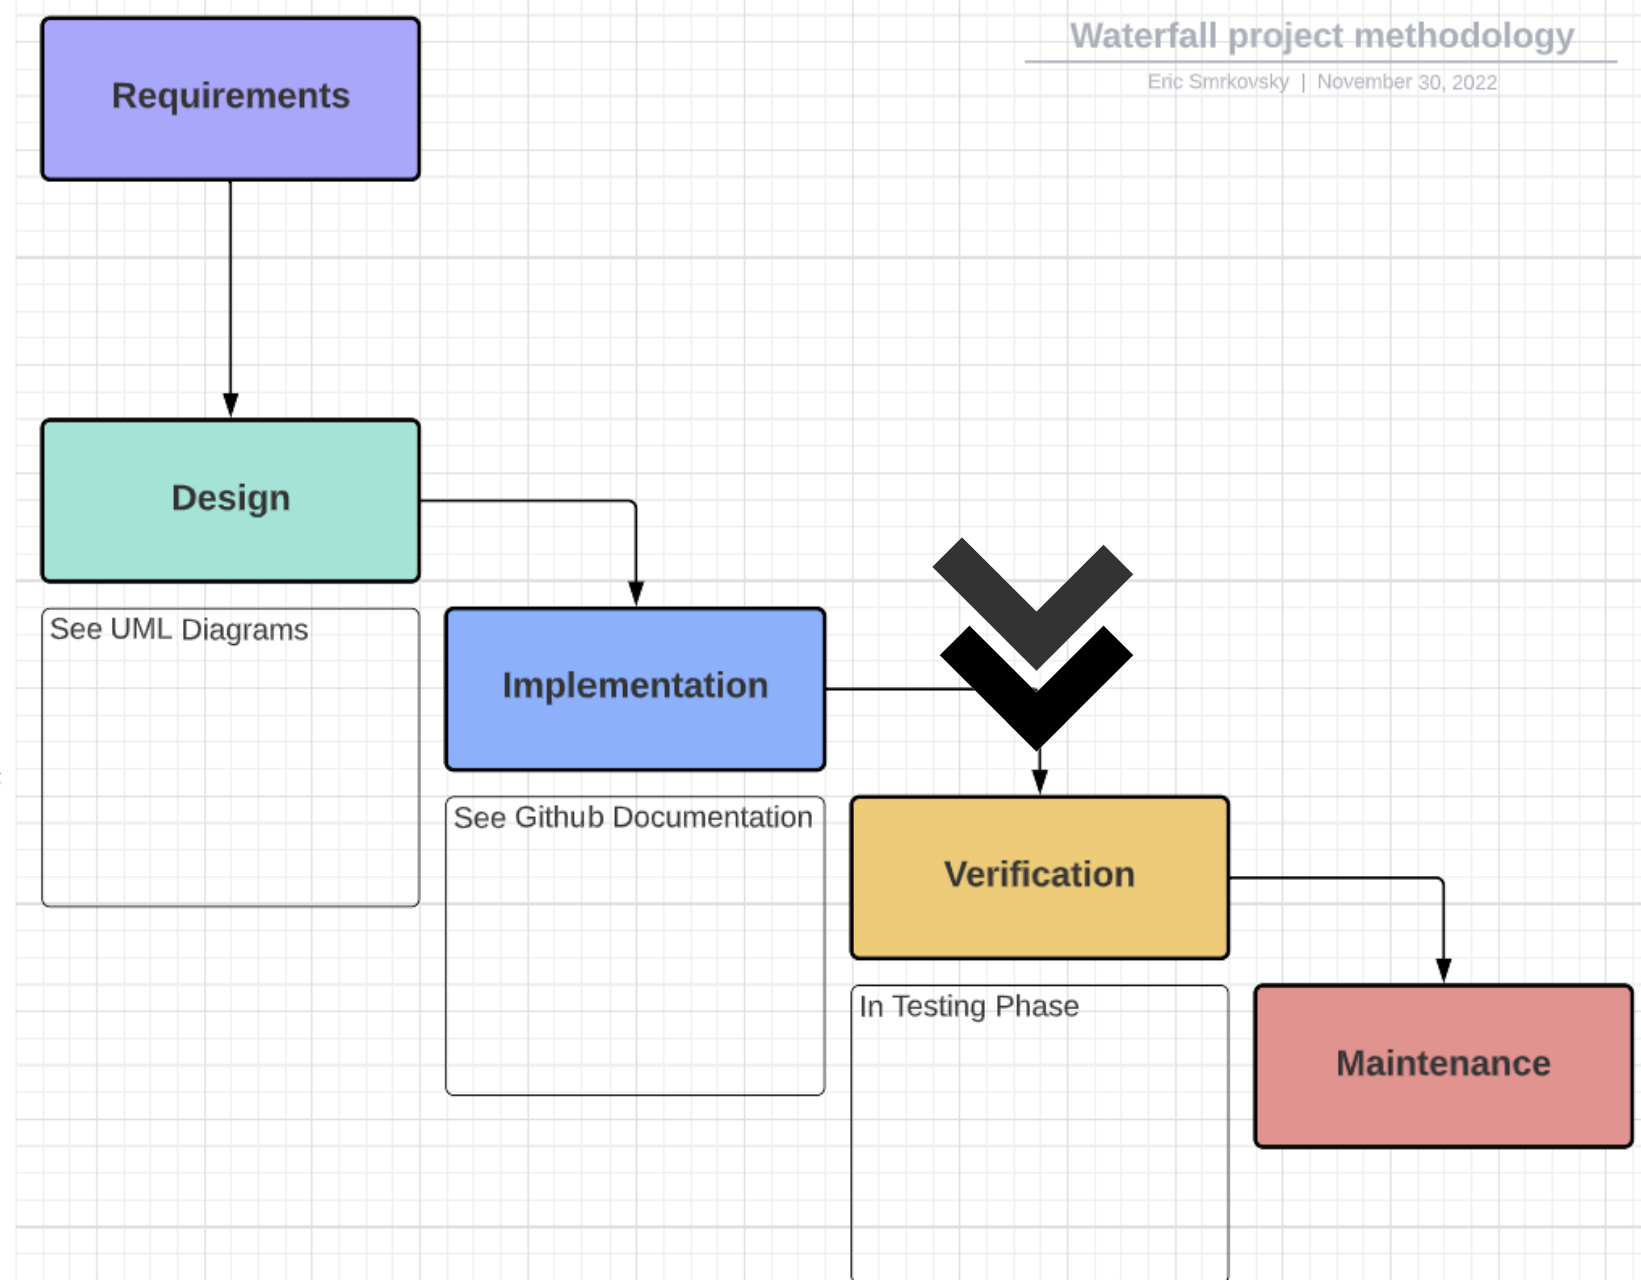 Waterfall project methodology
Eric Smrkovsky | November 30, 2022
Requirements
Design
See UML Diagrams
Implementation
See Github Documentation
Verification
In Testing Phase
Maintenance